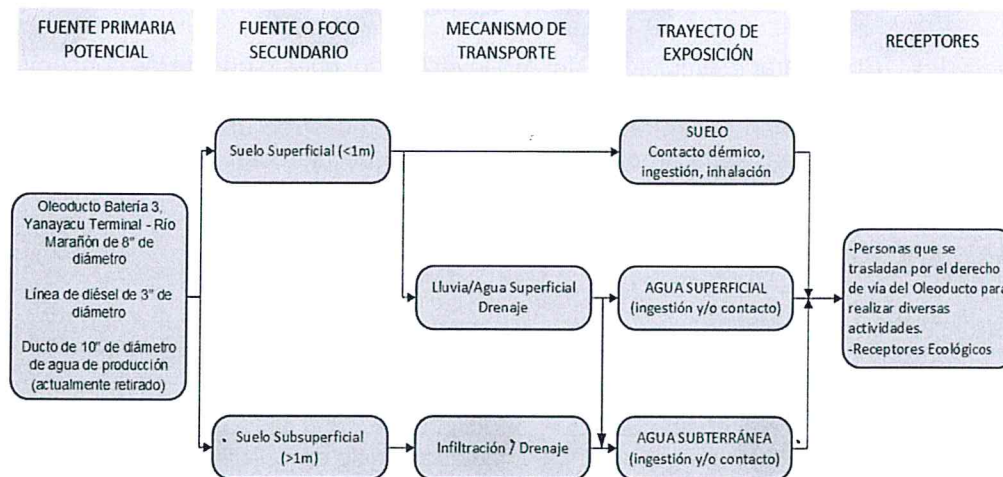 FUENTE PRIMARIA
POTENCIAL
FUENTE O FOCO
SECUNDARIO
MECANISMO DE
TRANSPORTE
TRAYECTO DE
EXPOSICIÓN
RECEPTORES
Suelo Superficial (<1m)
SUELO
Contacto dérmico,
ingestión, inhalación
Oleoducto Batería 3,
Yanayacu Terminal - Río
Marañón de 8" de
diámetro
Línea de diésel de 3" de
diámetro
Ducto de 10" de diámetro
de agua de producción
(actualmente retirado)
Lluvia/Agua Superficial
Drenaje
AGUA SUPERFICIAL
(ingestión y/o contacto)
-Personas que se
trasladan por el derecho
de vía del Oleoducto para
realizar diversas
actividades.
-Receptores Ecológicos
Suelo Subsuperficial
(>1m)
Infiltración / Drenaje
AGUA SUBTERRÁNEA
(ingestión y/o contacto)